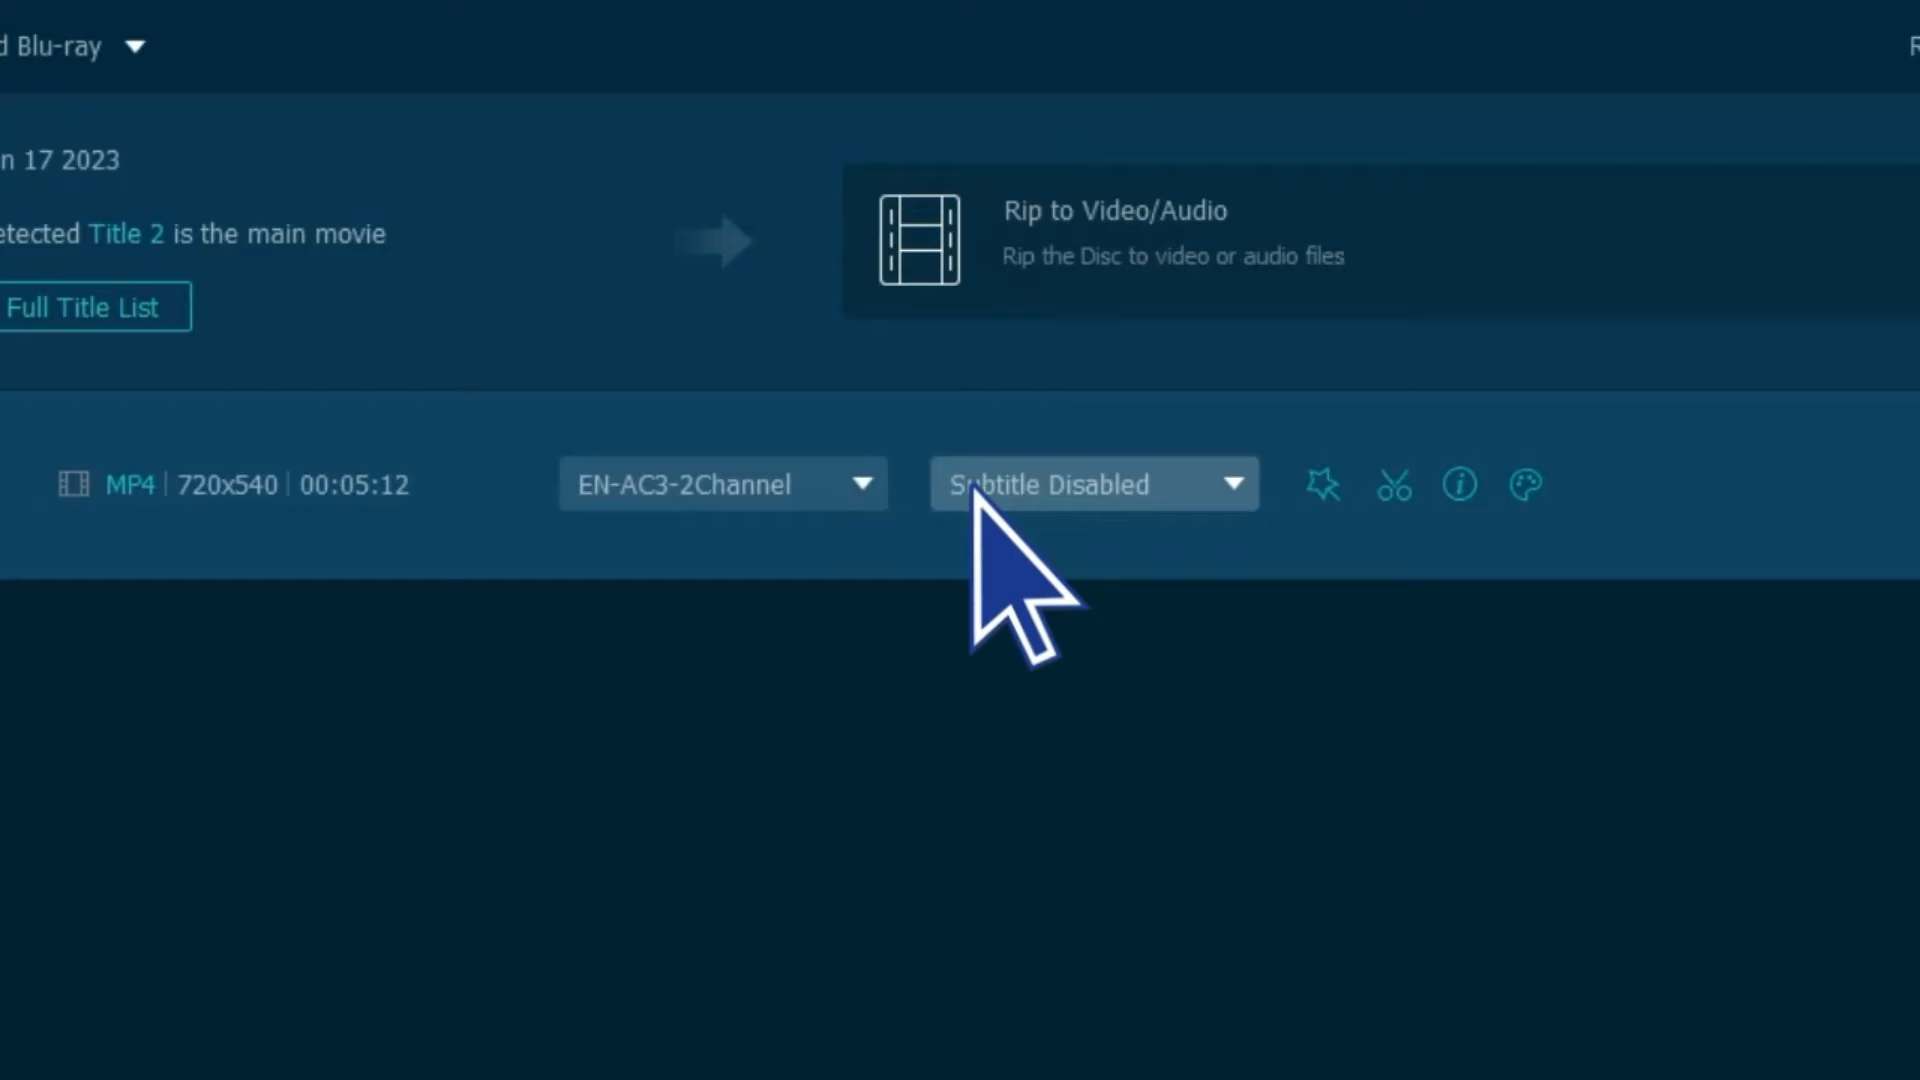 d Blu-ray
n 17 2023
etected Title 2 is the main movie
Full Title List
Rip to Video/Audio
Rip the Disc to video or audio files
MP4 | 720x540 | 00:05:12
EN-AC3-2Channel
Subtitle Disabled